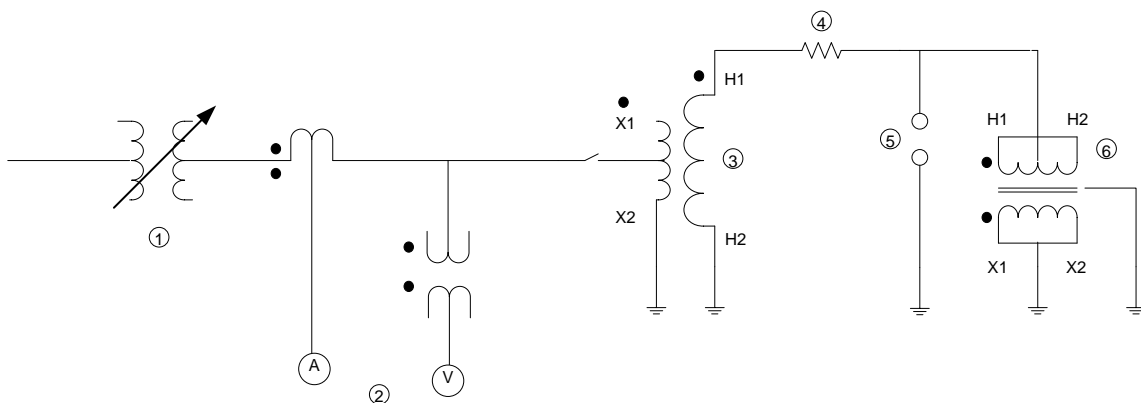 ④
H1
X1
H1
H2
⑤
③
⑥
X2
H2
①
X1
X2
A
V
②